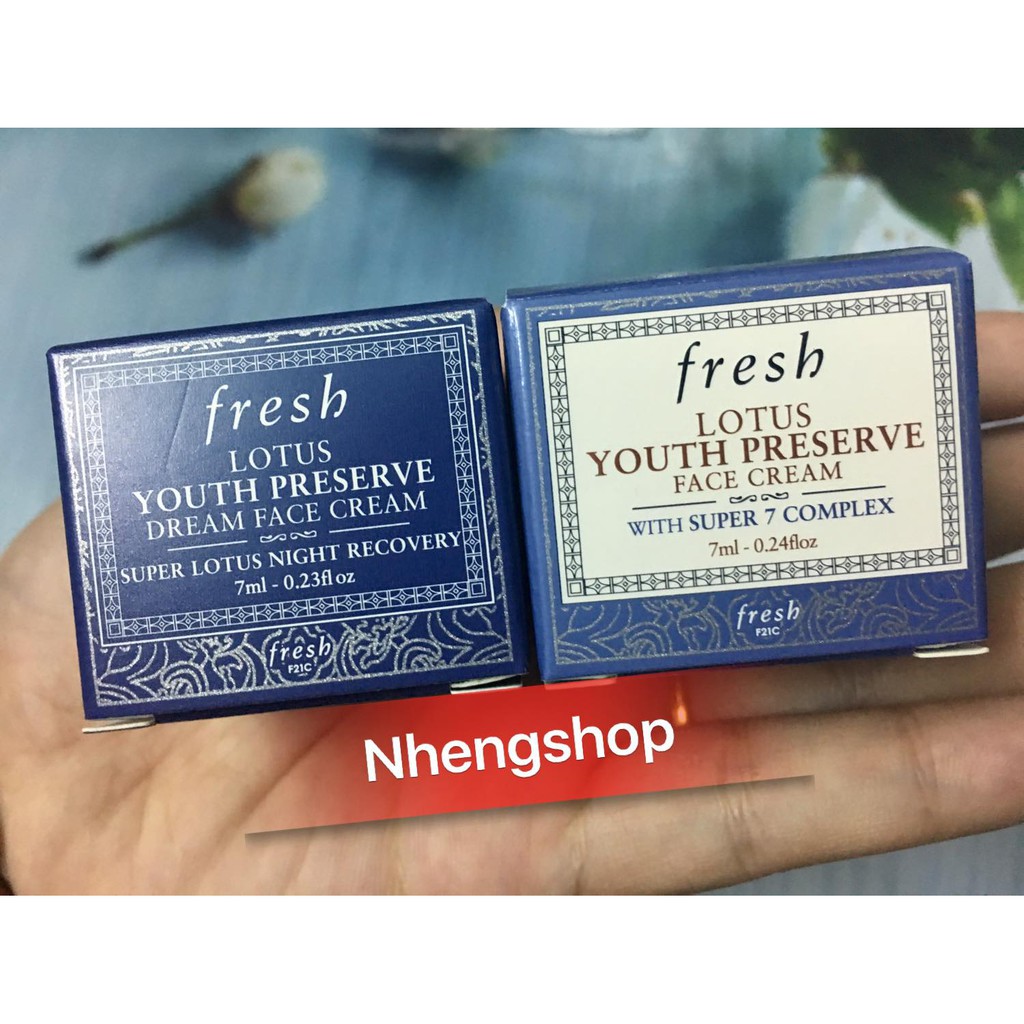 fresh
LOTUS
YOUTH PRESERVE
DREAM FACE CREAM
SUPER LOTUS NIGHT RECOVERY
7ml - 0.23fl oz
fresh
F21C
fresh
LOTUS
YOUTH PRESERVE
FACE CREAM
WITH SUPER 7 COMPLEX
7ml - 0.24floz
fresh
F21C
Nhengshop